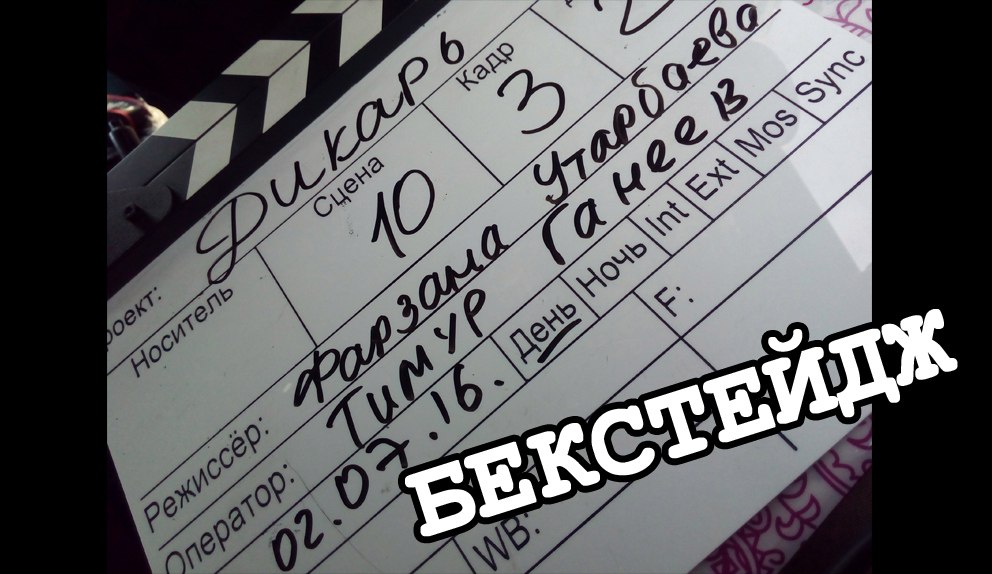 роект: Дикарь
Носитель Сцена Кадр
10 3 2
Режиссёр: Фарзана Утарбаева
Оператор: Тимур Ганеев
02.07.16. День Ночь Int Ext Mos Sync
F:
WB:
БЕКСТЕЙДЖ